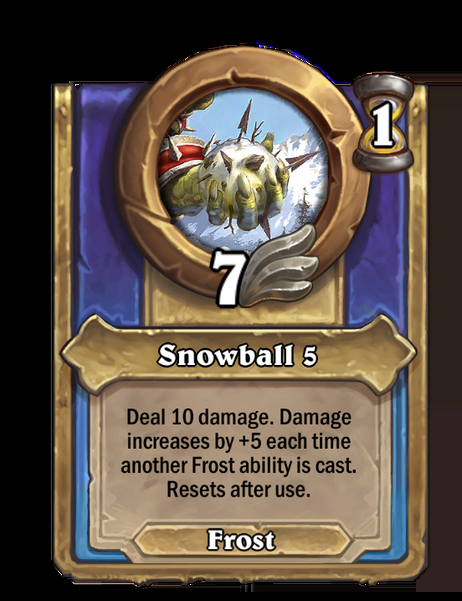 1
7
Snowball 5
Deal 10 damage. Damage
increases by +5 each time
another Frost ability is cast.
Resets after use.
Frost